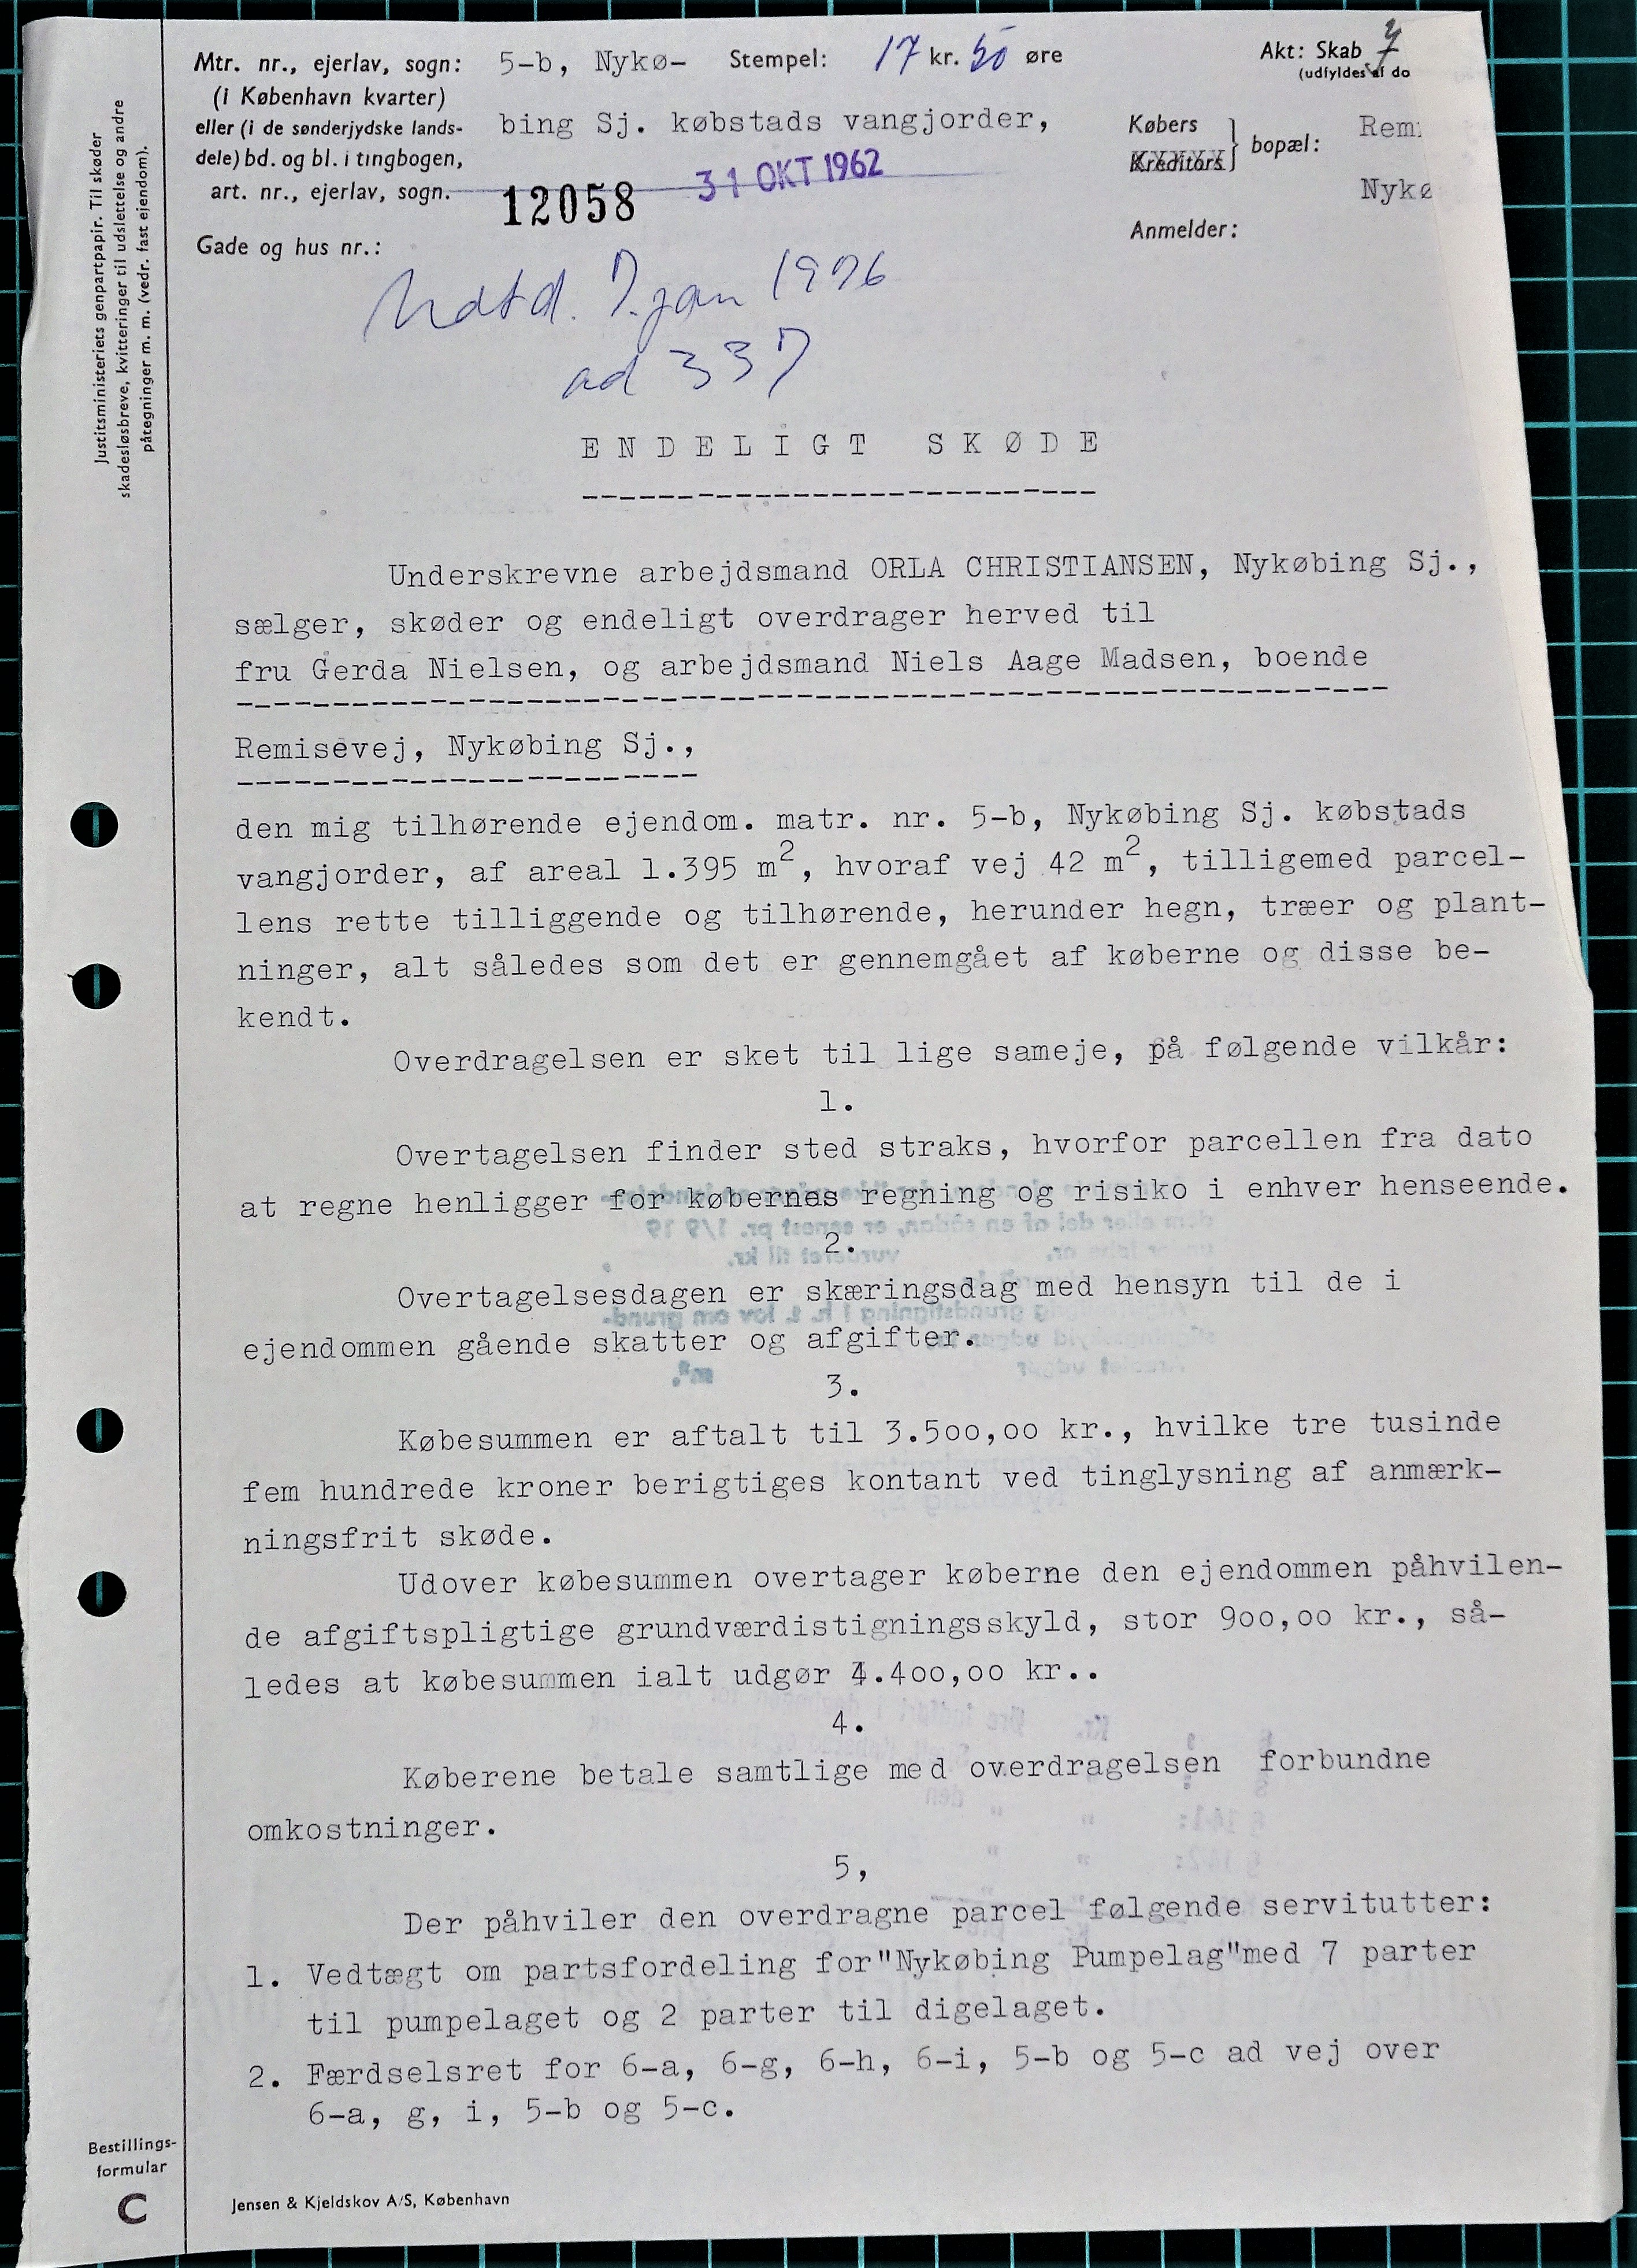 Mtr. nr., ejerlav, sogn: 5-b, Nykø- Stempel: 17 kr. 50 øre Akt: Skab 7
(i København kvarter) (udfyldes af do
eller (i de sønderjydske lands- bing Sj. købstads vangjorder, Købers
dele) bd. og bl. i tingbogen, Kreditors } bopæl: Rem
art. nr., ejerlav, sogn. 12058 31 OKT 1962 Nykø
Gade og hus nr.: Anmelder:
7. jan 1976
ad 337
Justitsministeriets genpartpapir. Til skøder
skadesløsbreve, kvitteringer til udslettelse og andre
påtegninger m. m. (vedr. fast ejendom).
ENDELIGT SKØDE
Underskrevne arbejdsmand ORLA CHRISTIANSEN, Nykøbing Sj.,
sælger, skøder og endeligt overdrager herved til
fru Gerda Nielsen, og arbejdsmand Niels Aage Madsen, boende
Remisevej, Nykøbing Sj.,
den mig tilhørende ejendom. matr. nr. 5-b, Nykøbing Sj. købstads
vangjorder, af areal 1.395 m2, hvoraf vej 42 m2, tilligemed parcel-
lens rette tilliggende og tilhørende, herunder hegn, træer og plant-
ninger, alt således som det er gennemgået af køberne og disse be-
kendt.
Overdragelsen er sket til lige sameje, på følgende vilkår:
1.
Overtagelsen finder sted straks, hvorfor parcellen fra dato
at regne henligger for købernes regning og risiko i enhver henseende.
2.
Overtagelsesdagen er skæringsdag med hensyn til de i
ejendommen gående skatter og afgifter.
3.
Købesummen er aftalt til 3.500,00 kr., hvilke tre tusinde
fem hundrede kroner berigtiges kontant ved tinglysning af anmærk-
ningsfrit skøde.
Udover købesummen overtager køberne den ejendommen påhvilen-
de afgiftspligtige grundværdistigningsskyld, stor 900,00 kr., så-
ledes at købesummen ialt udgør 4.400,00 kr..
4.
Køberene betale samtlige med overdragelsen forbundne
omkostninger.
5,
Der påhviler den overdragne parcel følgende servitutter:
1. Vedtægt om partsfordeling for"Nykøbing Pumpelag"med 7 parter
til pumpelaget og 2 parter til digelaget.
2. Færdselsret for 6-a, 6-g, 6-h, 6-i, 5-b og 5-c ad vej over
6-a, g, i, 5-b og 5-c.
Bestillings-
formular
C
Jensen & Kjeldskov A/S, København